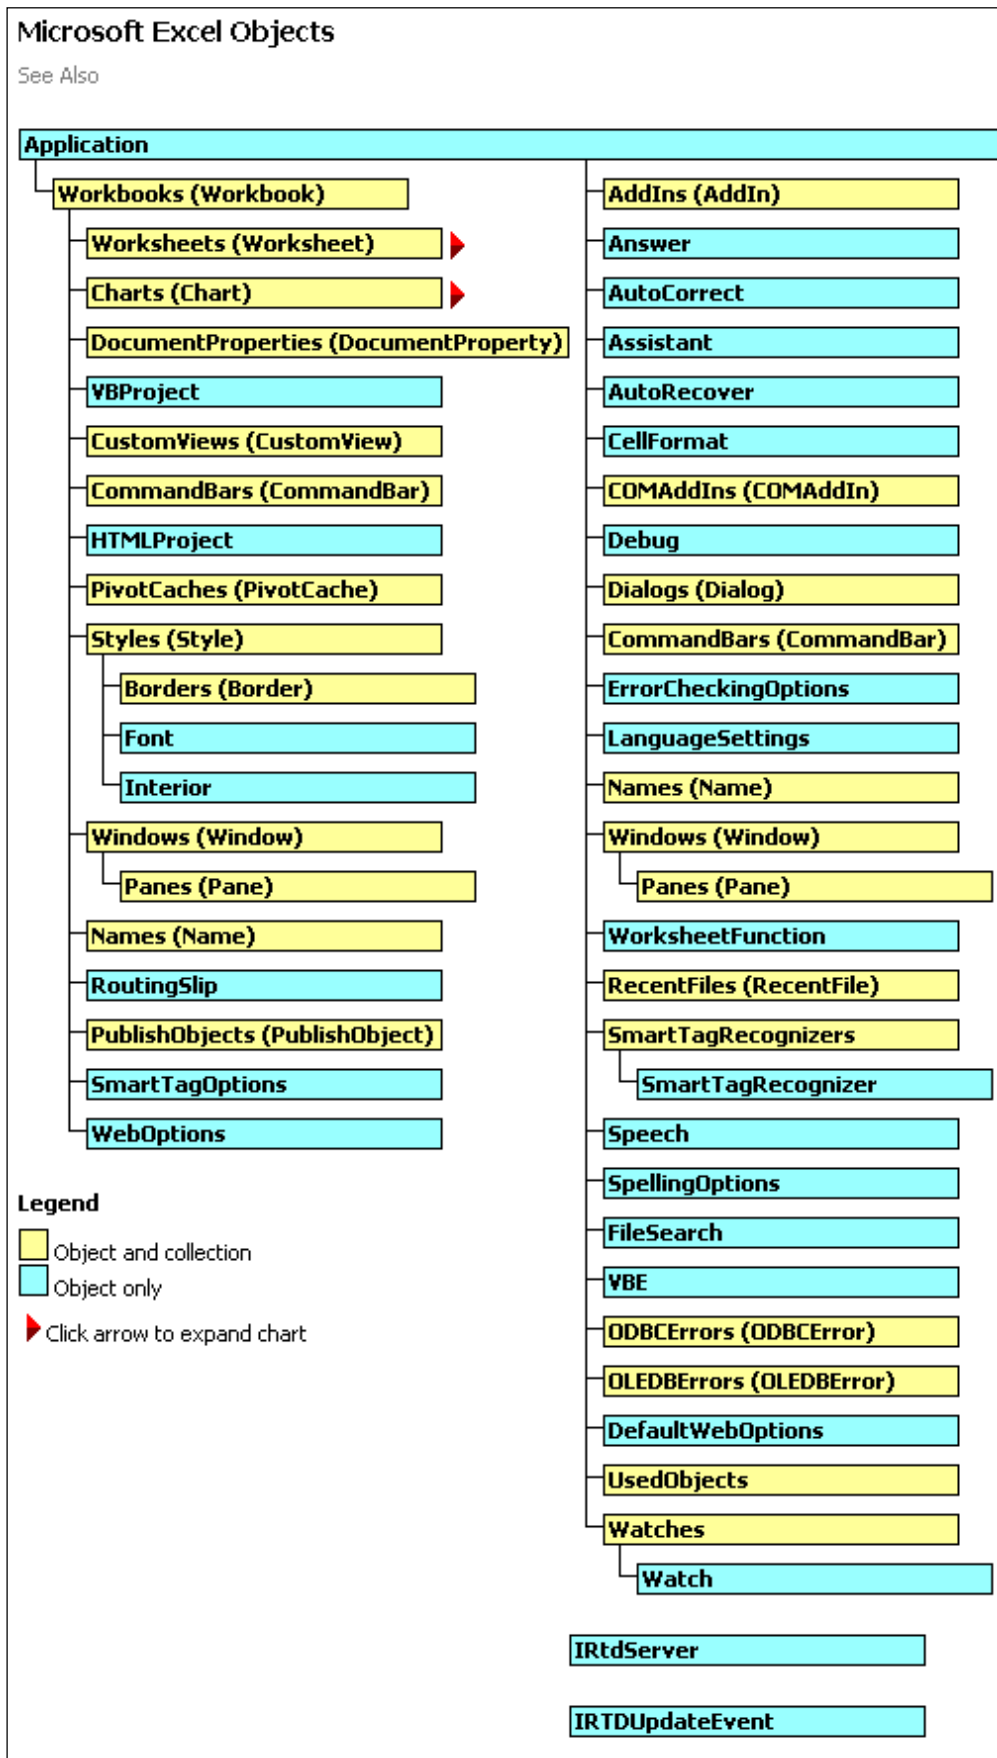 Microsoft Excel Objects
See Also
Application
Workbooks (Workbook)
Worksheets (Worksheet)
Charts (Chart)
DocumentProperties (DocumentProperty)
VBProject
CustomViews (CustomView)
CommandBars (CommandBar)
HTMLProject
PivotCaches (PivotCache)
Styles (Style)
Borders (Border)
Font
Interior
Windows (Window)
Panes (Pane)
Names (Name)
RoutingSlip
PublishObjects (PublishObject)
SmartTagOptions
WebOptions
Legend
Object and collection
Object only
Click arrow to expand chart
AddIns (AddIn)
Answer
AutoCorrect
Assistant
AutoRecover
CellFormat
COMAddIns (COMAddIn)
Debug
Dialogs (Dialog)
CommandBars (CommandBar)
ErrorCheckingOptions
LanguageSettings
Names (Name)
Windows (Window)
Panes (Pane)
WorksheetFunction
RecentFiles (RecentFile)
SmartTagRecognizers
SmartTagRecognizer
Speech
SpellingOptions
FileSearch
VBE
ODBCErrors (ODBCError)
OLEDBErrors (OLEDBError)
DefaultWebOptions
UsedObjects
Watches
Watch
IRtdServer
IRTDUpdateEvent